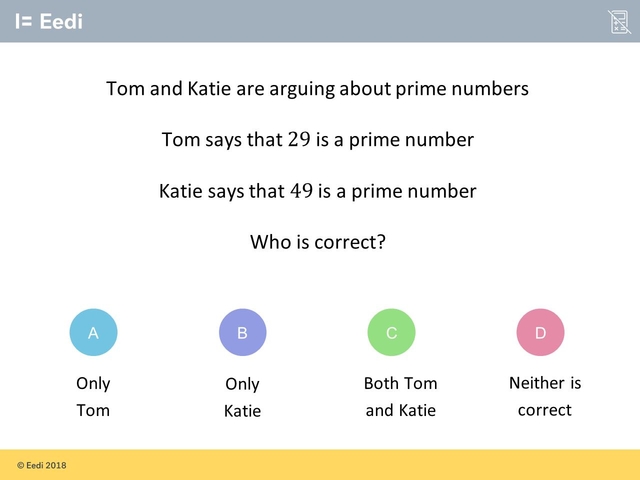 I= Eedi
Tom and Katie are arguing about prime numbers
Tom says that 29 is a prime number
Katie says that 49 is a prime number
Who is correct?
A
B
C
D
Only
Tom
Only
Katie
Both Tom
and Katie
Neither is
correct
© Eedi 2018